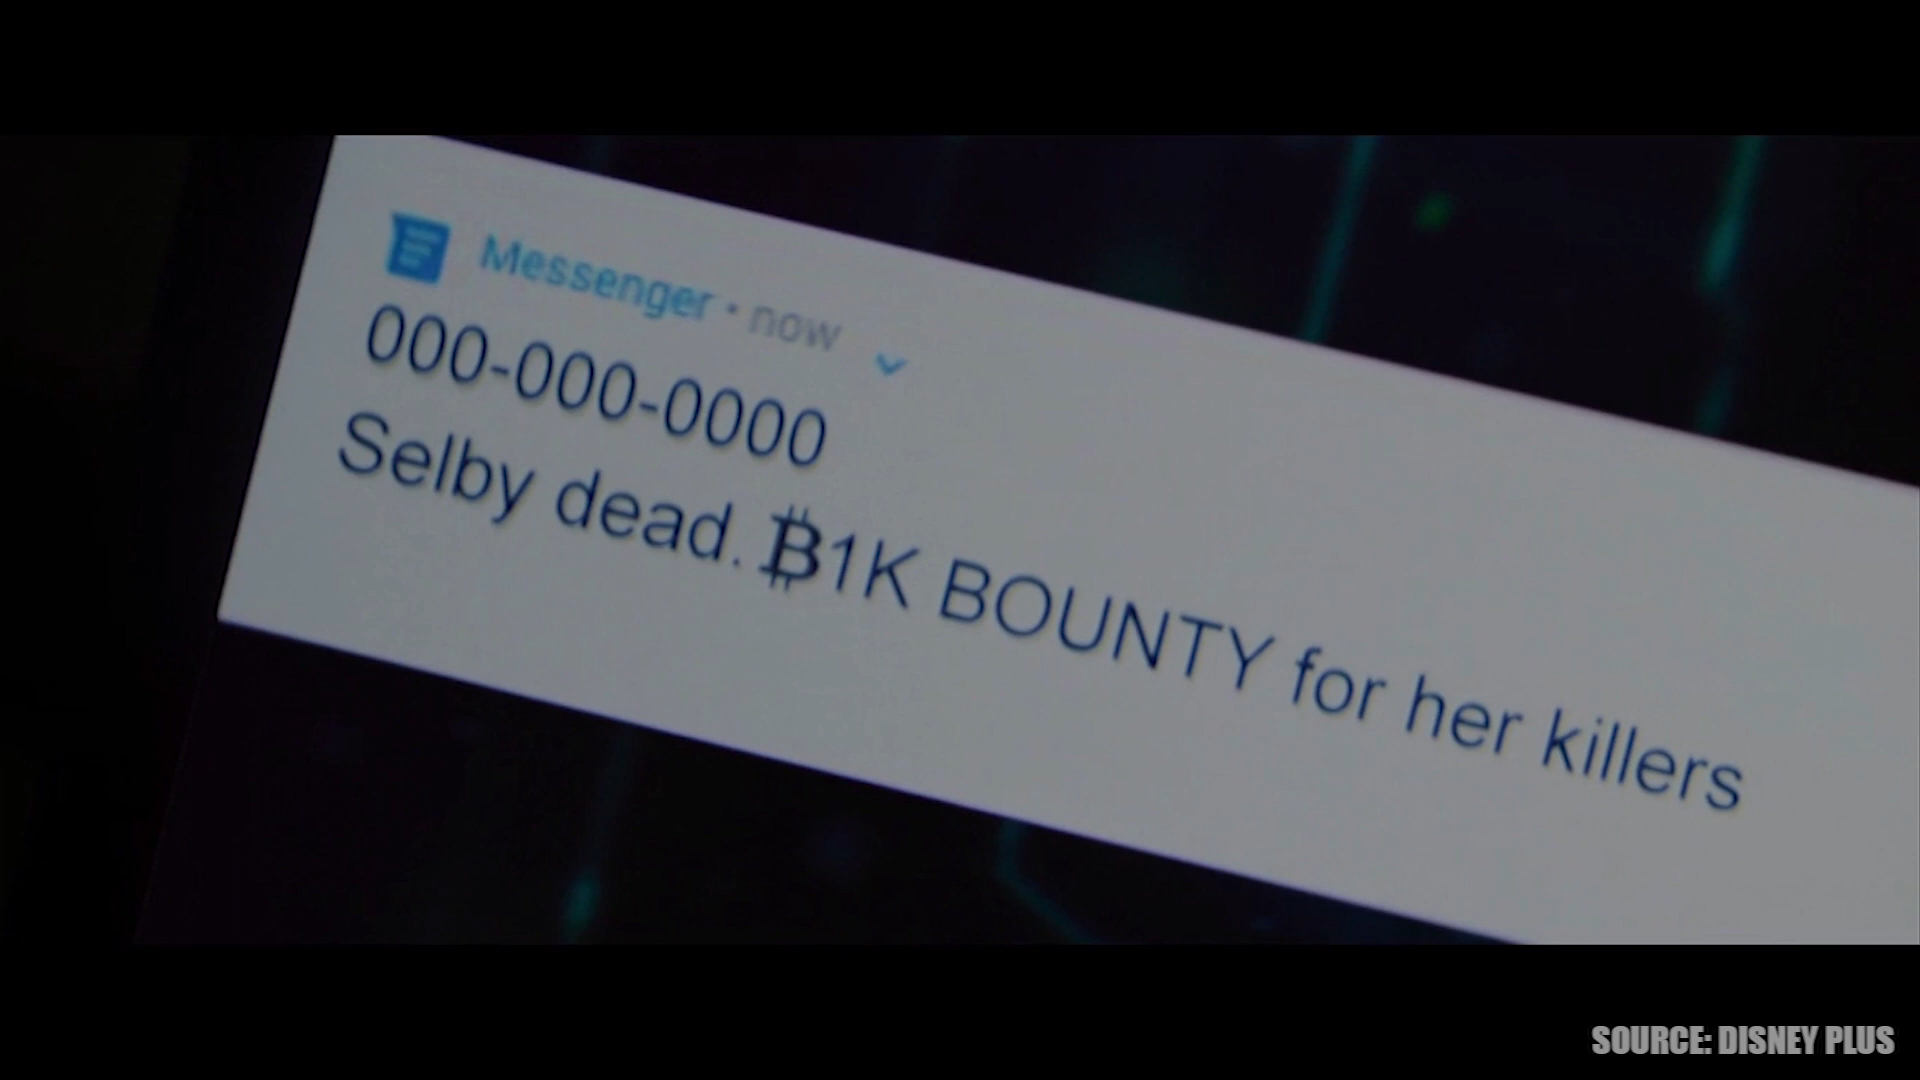 Messenger • now
000-000-0000
Selby dead. ₿1K BOUNTY for her killers
SOURCE: DISNEY PLUS